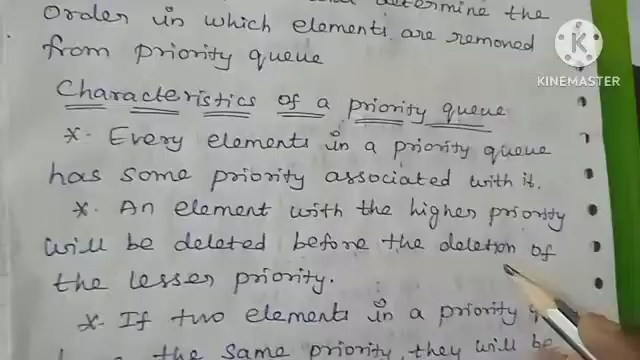 determine the
order in which elements are removed
from priority queue
Characteristics of a priority queue
*. Every elements in a priority queue
has some priority associated with it.
*. An element with the higher priority
will be deleted before the deletion of
the lesser priority.
*. If two elements in a priority
the same priority they will be
KINEMASTER